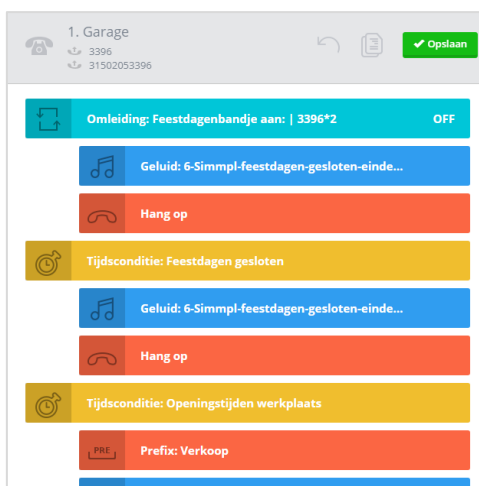 1. Garage
3396
31502053396
Opslaan
Omleiding: Feestdagenbandje aan: | 3396*2 OFF
Geluid: 6-Simmpl-feestdagen-gesloten-einde...
Hang op
Tijdsconditie: Feestdagen gesloten
Geluid: 6-Simmpl-feestdagen-gesloten-einde...
Hang op
Tijdsconditie: Openingstijden werkplaats
PRE Prefix: Verkoop